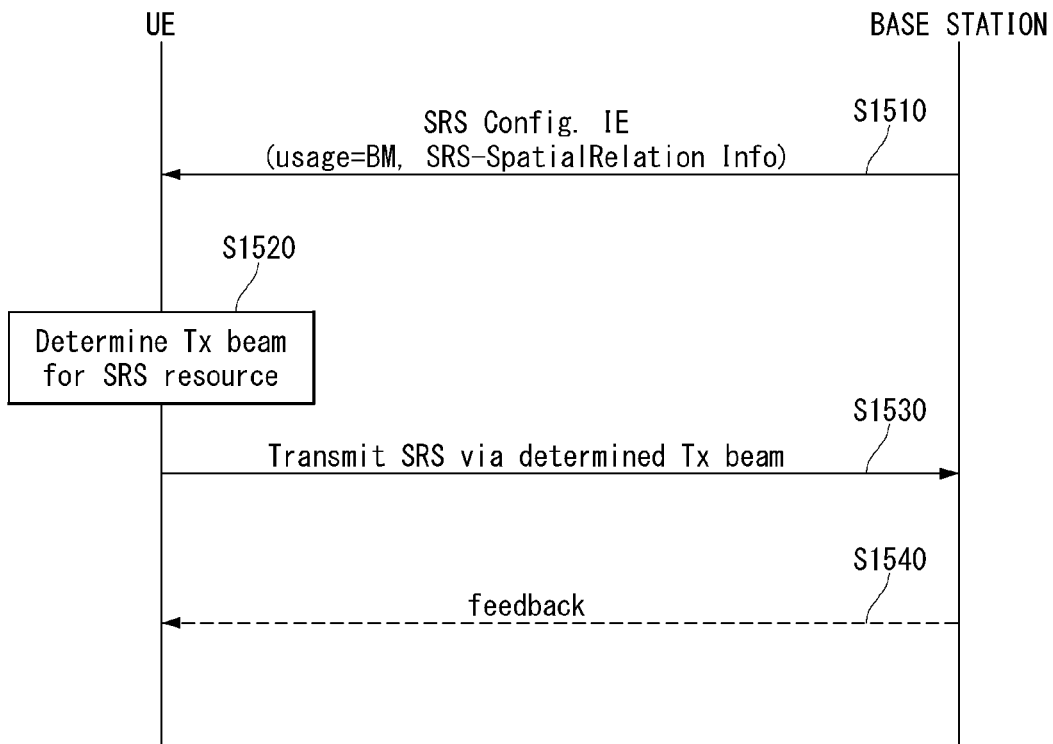 UE
BASE STATION
S1510
SRS Config. IE
(usage=BM, SRS-SpatialRelation Info)
S1520
Determine Tx beam
for SRS resource
S1530
Transmit SRS via determined Tx beam
S1540
feedback